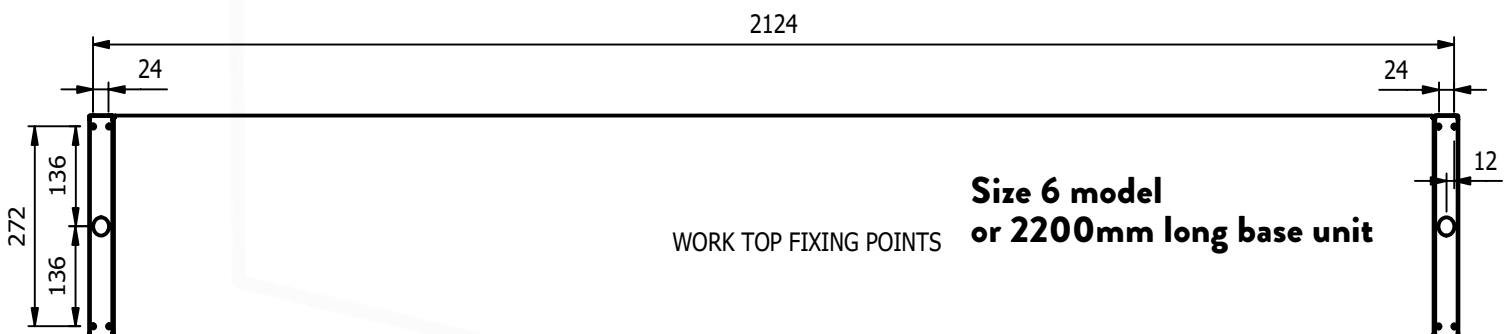 2124
24
24
136
12
Size 6 model
272
WORK TOP FIXING POINTS
or 2200mm long base unit
136